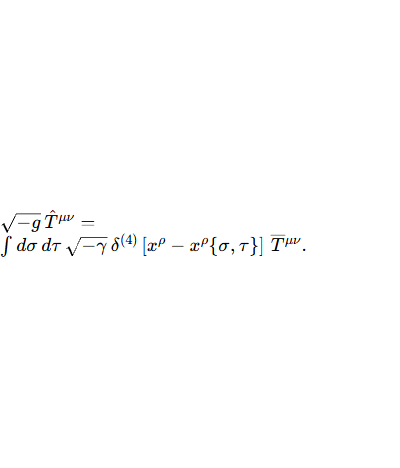 √−g T̂^{μν} =
∫ dσ dτ √−γ δ^{(4)} [x^ρ − x^ρ{σ, τ}] T̅^{μν}.